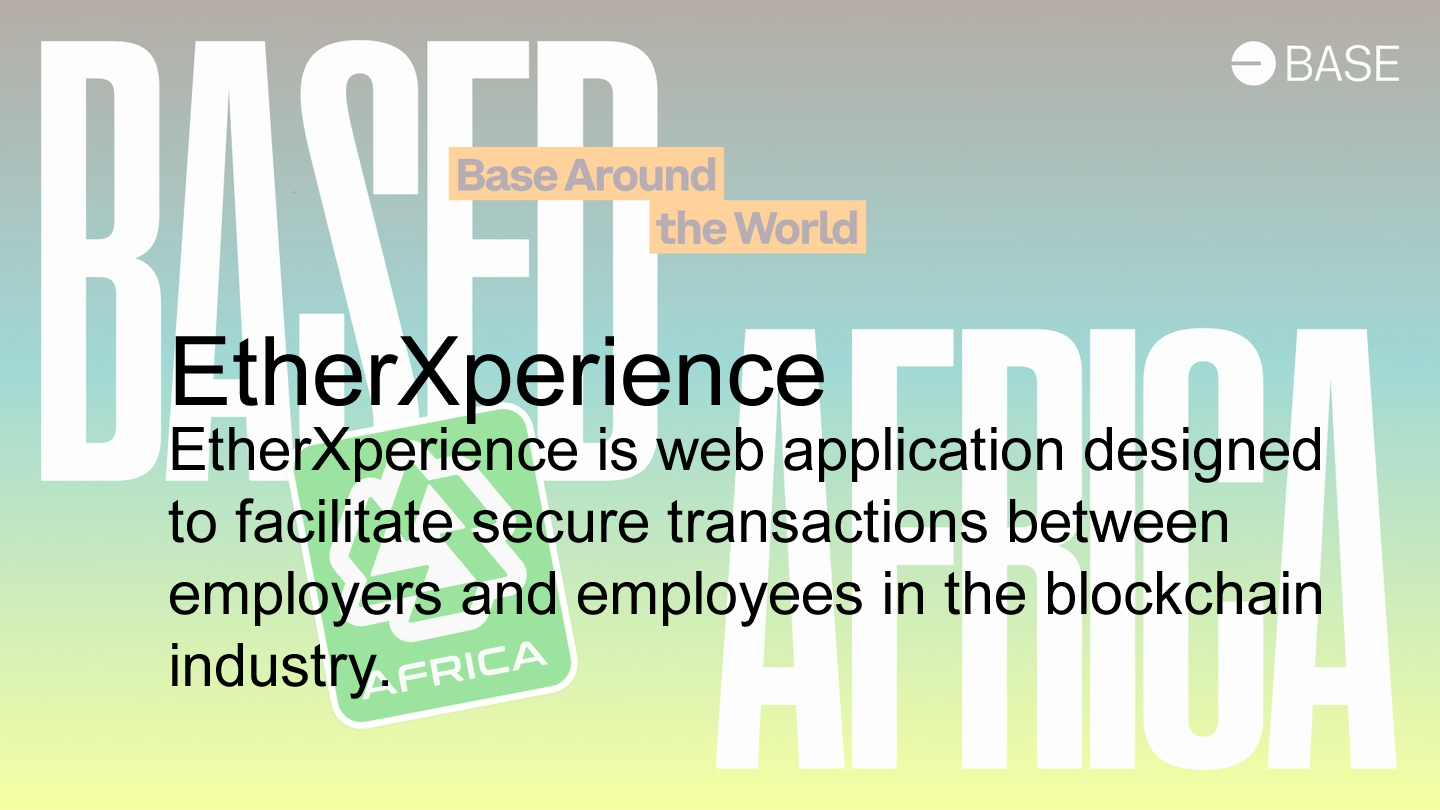 BASED
BASE
Base Around
the World
AFRICA
EtherXperience
EtherXperience is web application designed
to facilitate secure transactions between
employers and employees in the blockchain
industry.
AFRICA